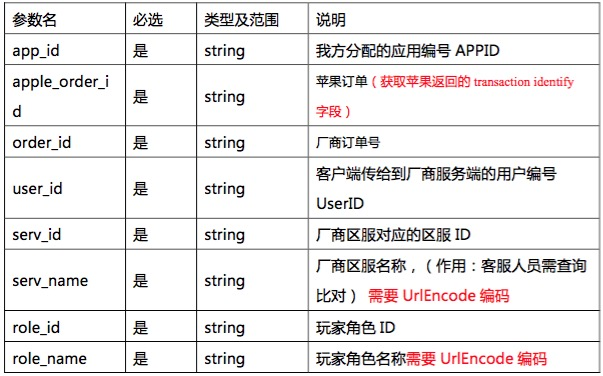 参数名 必选 类型及范围 说明
app_id 是 string 我方分配的应用编号 APPID
apple_order_i
d 是 string 苹果订单（获取苹果返回的 transaction identify
字段）
order_id 是 string 厂商订单号
user_id 是 string 客户端传给到厂商服务端的用户编号
UserID
serv_id 是 string 厂商区服对应的区服 ID
serv_name 是 string 厂商区服名称，（作用：客服人员需查询
比对） 需要 UrlEncode 编码
role_id 是 string 玩家角色 ID
role_name 是 string 玩家角色名称需要 UrlEncode 编码